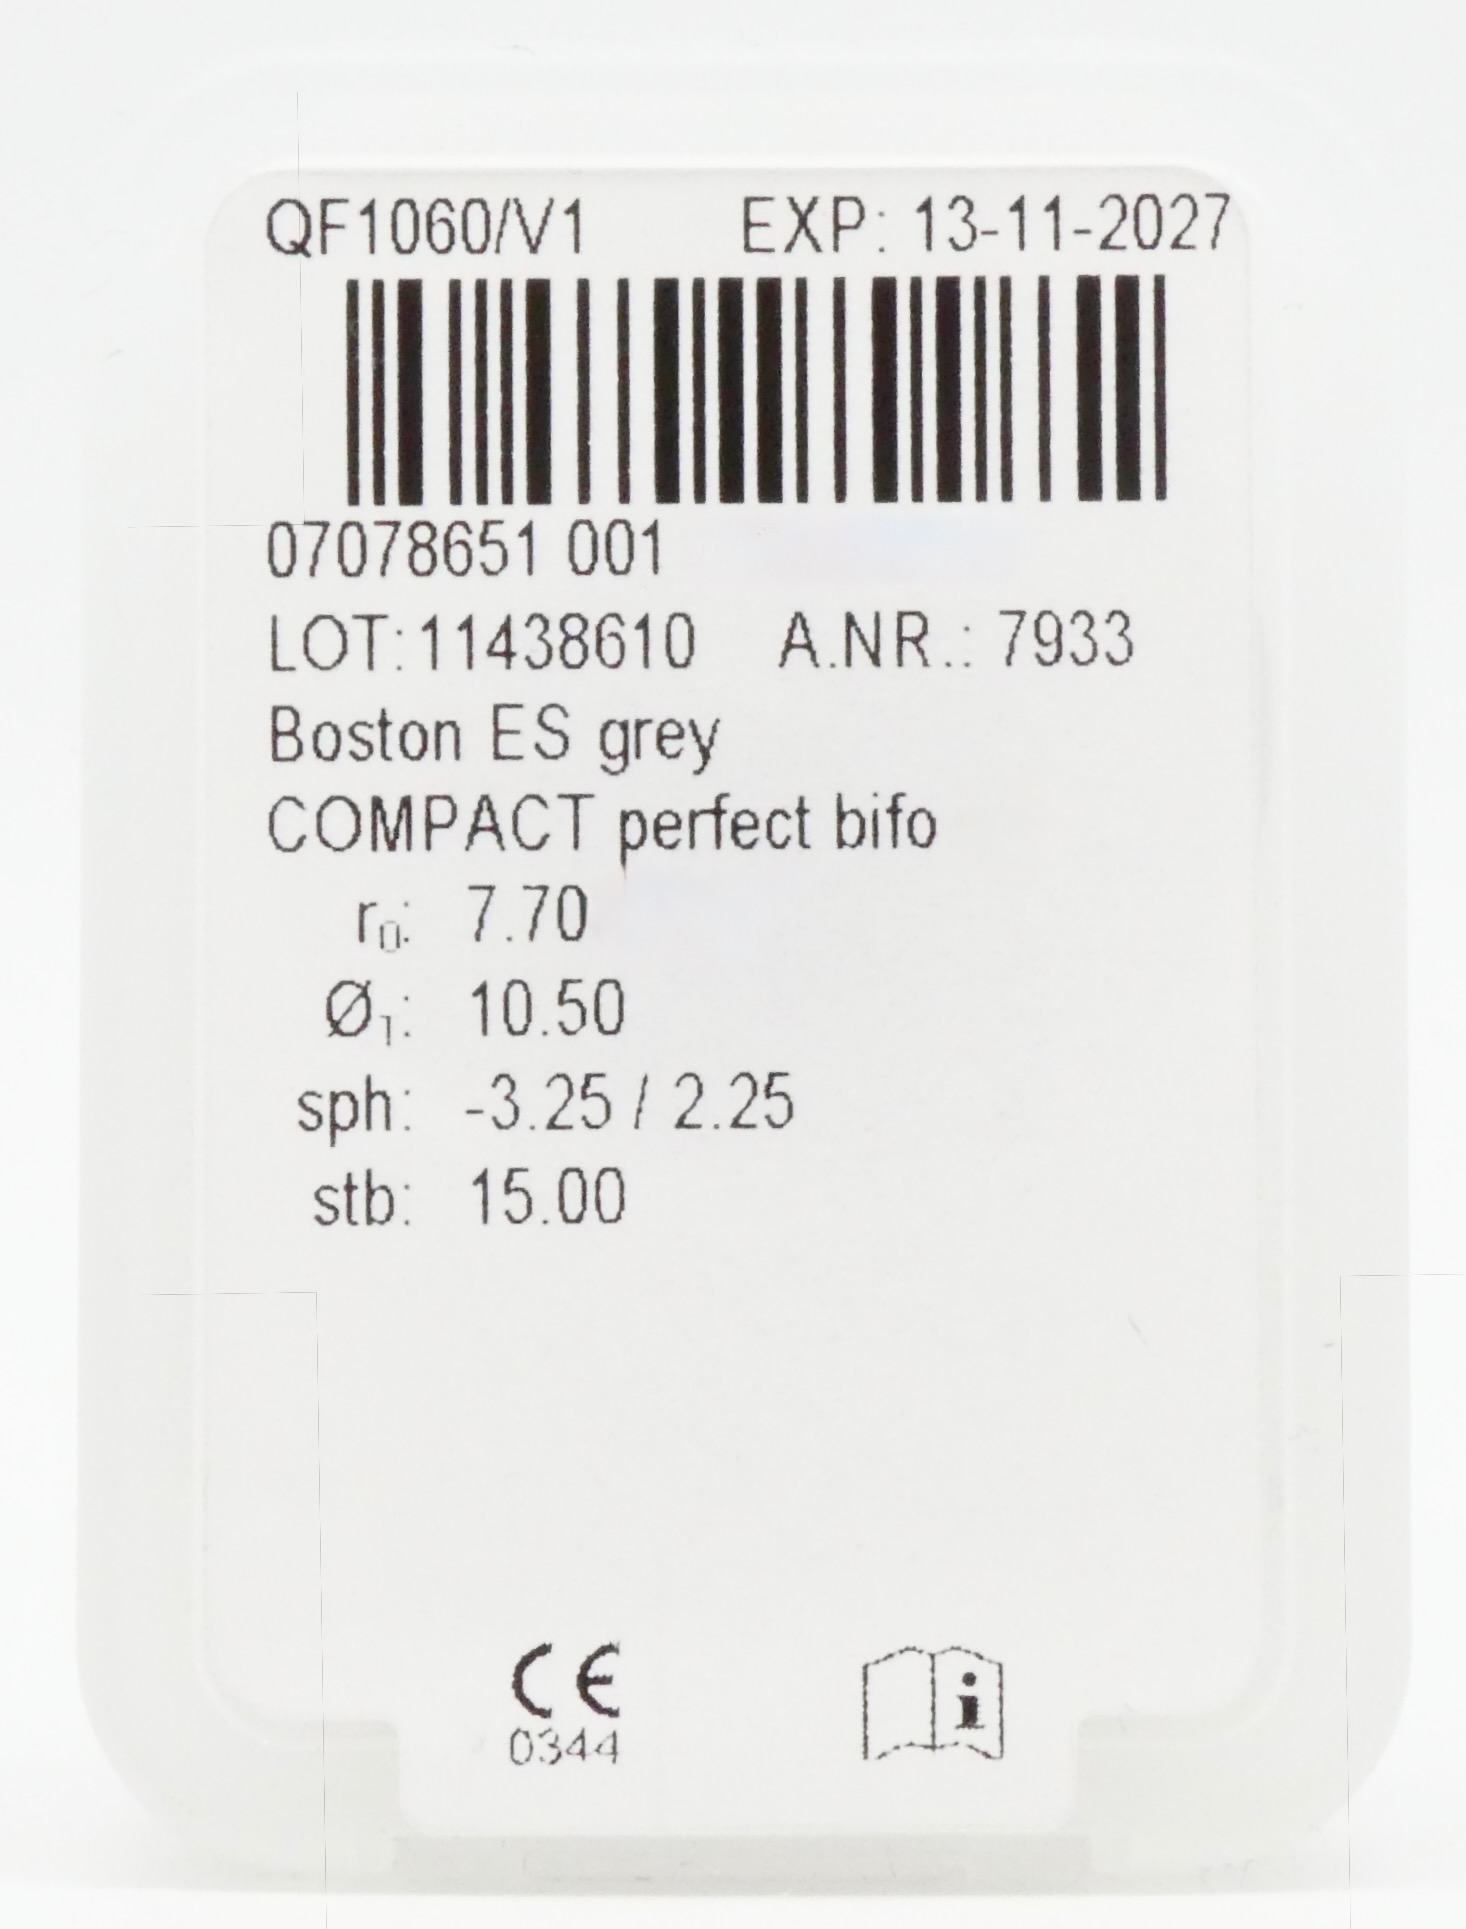 QF1060/V1 EXP: 13-11-2027
07078651 001
LOT: 11438610 A.NR.: 7933
Boston ES grey
COMPACT perfect bifo
r0: 7.70
Ø1: 10.50
sph: -3.25 / 2.25
stb: 15.00
CE
0344
i